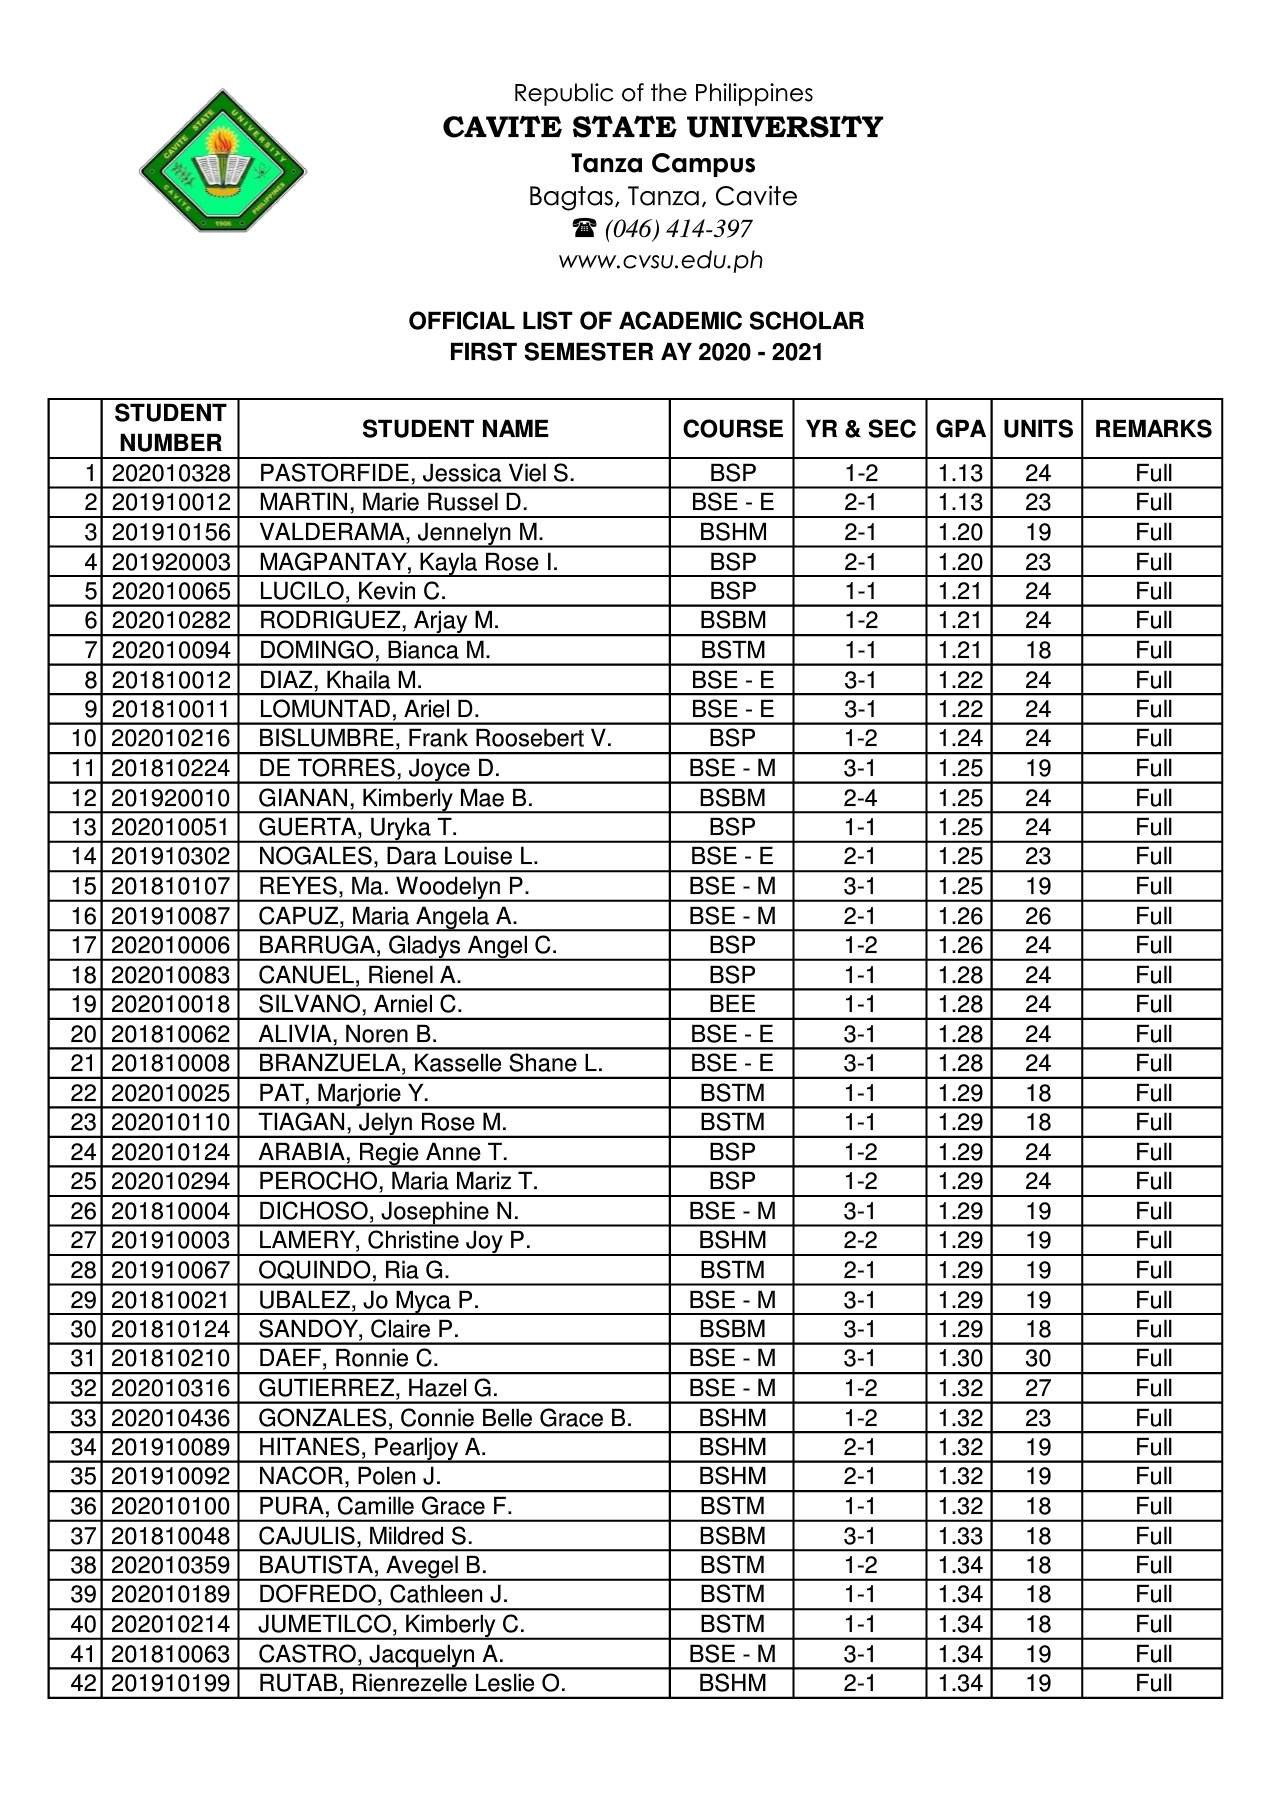 CAVITE STATE UNIVERSITY
CAVITE
PHILIPPINES
1906
Republic of the Philippines
CAVITE STATE UNIVERSITY
Tanza Campus
Bagtas, Tanza, Cavite
☎ (046) 414-397
www.cvsu.edu.ph
OFFICIAL LIST OF ACADEMIC SCHOLAR
FIRST SEMESTER AY 2020 - 2021
STUDENT NUMBER STUDENT NAME COURSE YR & SEC GPA UNITS REMARKS
1 202010328 PASTORFIDE, Jessica Viel S. BSP 1-2 1.13 24 Full
2 201910012 MARTIN, Marie Russel D. BSE - E 2-1 1.13 23 Full
3 201910156 VALDERAMA, Jennelyn M. BSHM 2-1 1.20 19 Full
4 201920003 MAGPANTAY, Kayla Rose I. BSP 2-1 1.20 23 Full
5 202010065 LUCILO, Kevin C. BSP 1-1 1.21 24 Full
6 202010282 RODRIGUEZ, Arjay M. BSBM 1-2 1.21 24 Full
7 202010094 DOMINGO, Bianca M. BSTM 1-1 1.21 18 Full
8 201810012 DIAZ, Khaila M. BSE - E 3-1 1.22 24 Full
9 201810011 LOMUNTAD, Ariel D. BSE - E 3-1 1.22 24 Full
10 202010216 BISLUMBRE, Frank Roosebert V. BSP 1-2 1.24 24 Full
11 201810224 DE TORRES, Joyce D. BSE - M 3-1 1.25 19 Full
12 201920010 GIANAN, Kimberly Mae B. BSBM 2-4 1.25 24 Full
13 202010051 GUERTA, Uryka T. BSP 1-1 1.25 24 Full
14 201910302 NOGALES, Dara Louise L. BSE - E 2-1 1.25 23 Full
15 201810107 REYES, Ma. Woodelyn P. BSE - M 3-1 1.25 19 Full
16 201910087 CAPUZ, Maria Angela A. BSE - M 2-1 1.26 26 Full
17 202010006 BARRUGA, Gladys Angel C. BSP 1-2 1.26 24 Full
18 202010083 CANUEL, Rienel A. BSP 1-1 1.28 24 Full
19 202010018 SILVANO, Arniel C. BEE 1-1 1.28 24 Full
20 201810062 ALIVIA, Noren B. BSE - E 3-1 1.28 24 Full
21 201810008 BRANZUELA, Kasselle Shane L. BSE - E 3-1 1.28 24 Full
22 202010025 PAT, Marjorie Y. BSTM 1-1 1.29 18 Full
23 202010110 TIAGAN, Jelyn Rose M. BSTM 1-1 1.29 18 Full
24 202010124 ARABIA, Regie Anne T. BSP 1-2 1.29 24 Full
25 202010294 PEROCHO, Maria Mariz T. BSP 1-2 1.29 24 Full
26 201810004 DICHOSO, Josephine N. BSE - M 3-1 1.29 19 Full
27 201910003 LAMERY, Christine Joy P. BSHM 2-2 1.29 19 Full
28 201910067 OQUINDO, Ria G. BSTM 2-1 1.29 19 Full
29 201810021 UBALEZ, Jo Myca P. BSE - M 3-1 1.29 19 Full
30 201810124 SANDOY, Claire P. BSBM 3-1 1.29 18 Full
31 201810210 DAEF, Ronnie C. BSE - M 3-1 1.30 30 Full
32 202010316 GUTIERREZ, Hazel G. BSE - M 1-2 1.32 27 Full
33 202010436 GONZALES, Connie Belle Grace B. BSHM 1-2 1.32 23 Full
34 201910089 HITANES, Pearljoy A. BSHM 2-1 1.32 19 Full
35 201910092 NACOR, Polen J. BSHM 2-1 1.32 19 Full
36 202010100 PURA, Camille Grace F. BSTM 1-1 1.32 18 Full
37 201810048 CAJULIS, Mildred S. BSBM 3-1 1.33 18 Full
38 202010359 BAUTISTA, Avegel B. BSTM 1-2 1.34 18 Full
39 202010189 DOFREDO, Cathleen J. BSTM 1-1 1.34 18 Full
40 202010214 JUMETILCO, Kimberly C. BSTM 1-1 1.34 18 Full
41 201810063 CASTRO, Jacquelyn A. BSE - M 3-1 1.34 19 Full
42 201910199 RUTAB, Rienrezelle Leslie O. BSHM 2-1 1.34 19 Full